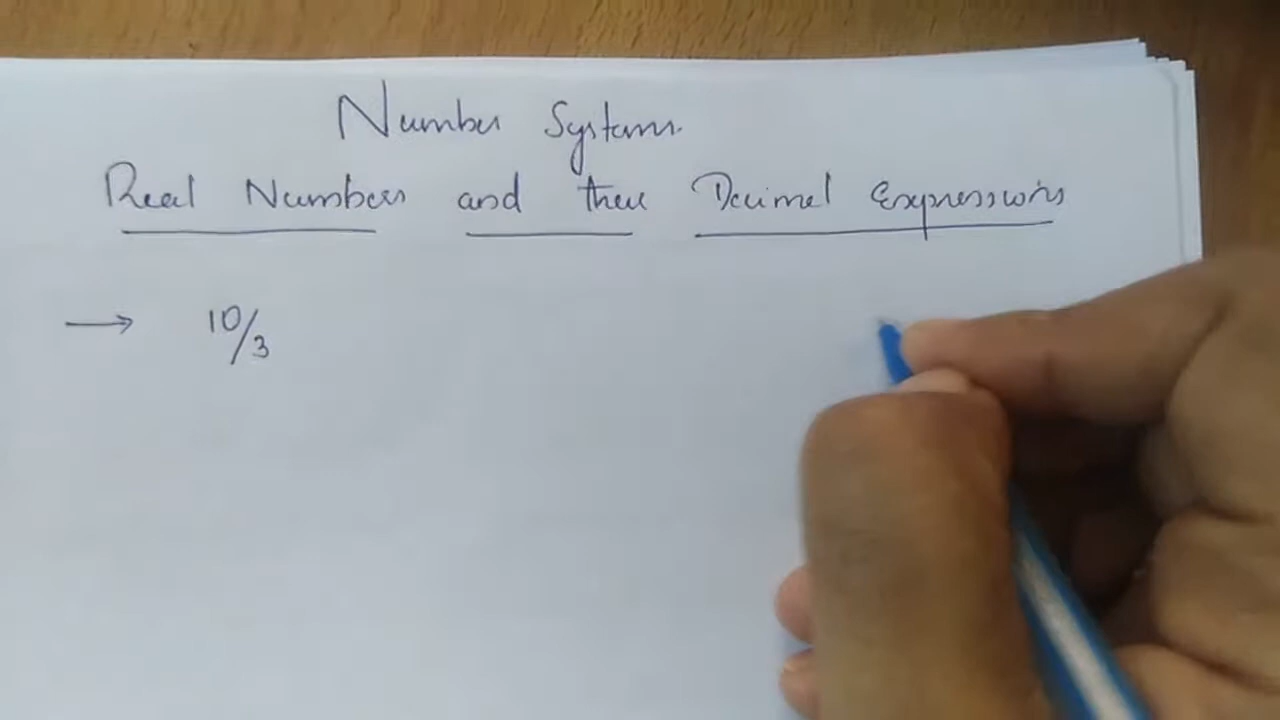 Number Systems.
Real Numbers and their Decimal Expressions
→ 10/3